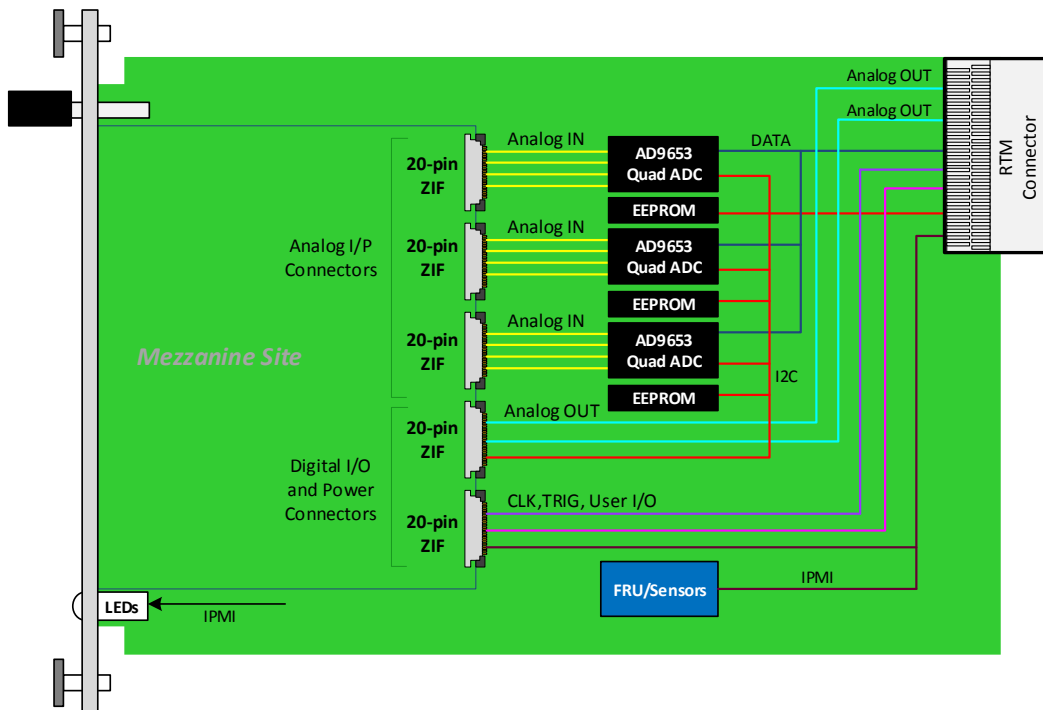 Analog OUT
Analog OUT
RTM
Connector
Analog IN
DATA
20-pin
ZIF
AD9653
Quad ADC
EEPROM
Analog I/P
Connectors
20-pin
ZIF
Analog IN
AD9653
Quad ADC
EEPROM
Mezzanine Site
20-pin
ZIF
Analog IN
AD9653
Quad ADC
I2C
EEPROM
20-pin
ZIF
Analog OUT
Digital I/O
and Power
Connectors
20-pin
ZIF
CLK,TRIG, User I/O
FRU/Sensors
IPMI
LEDs
IPMI